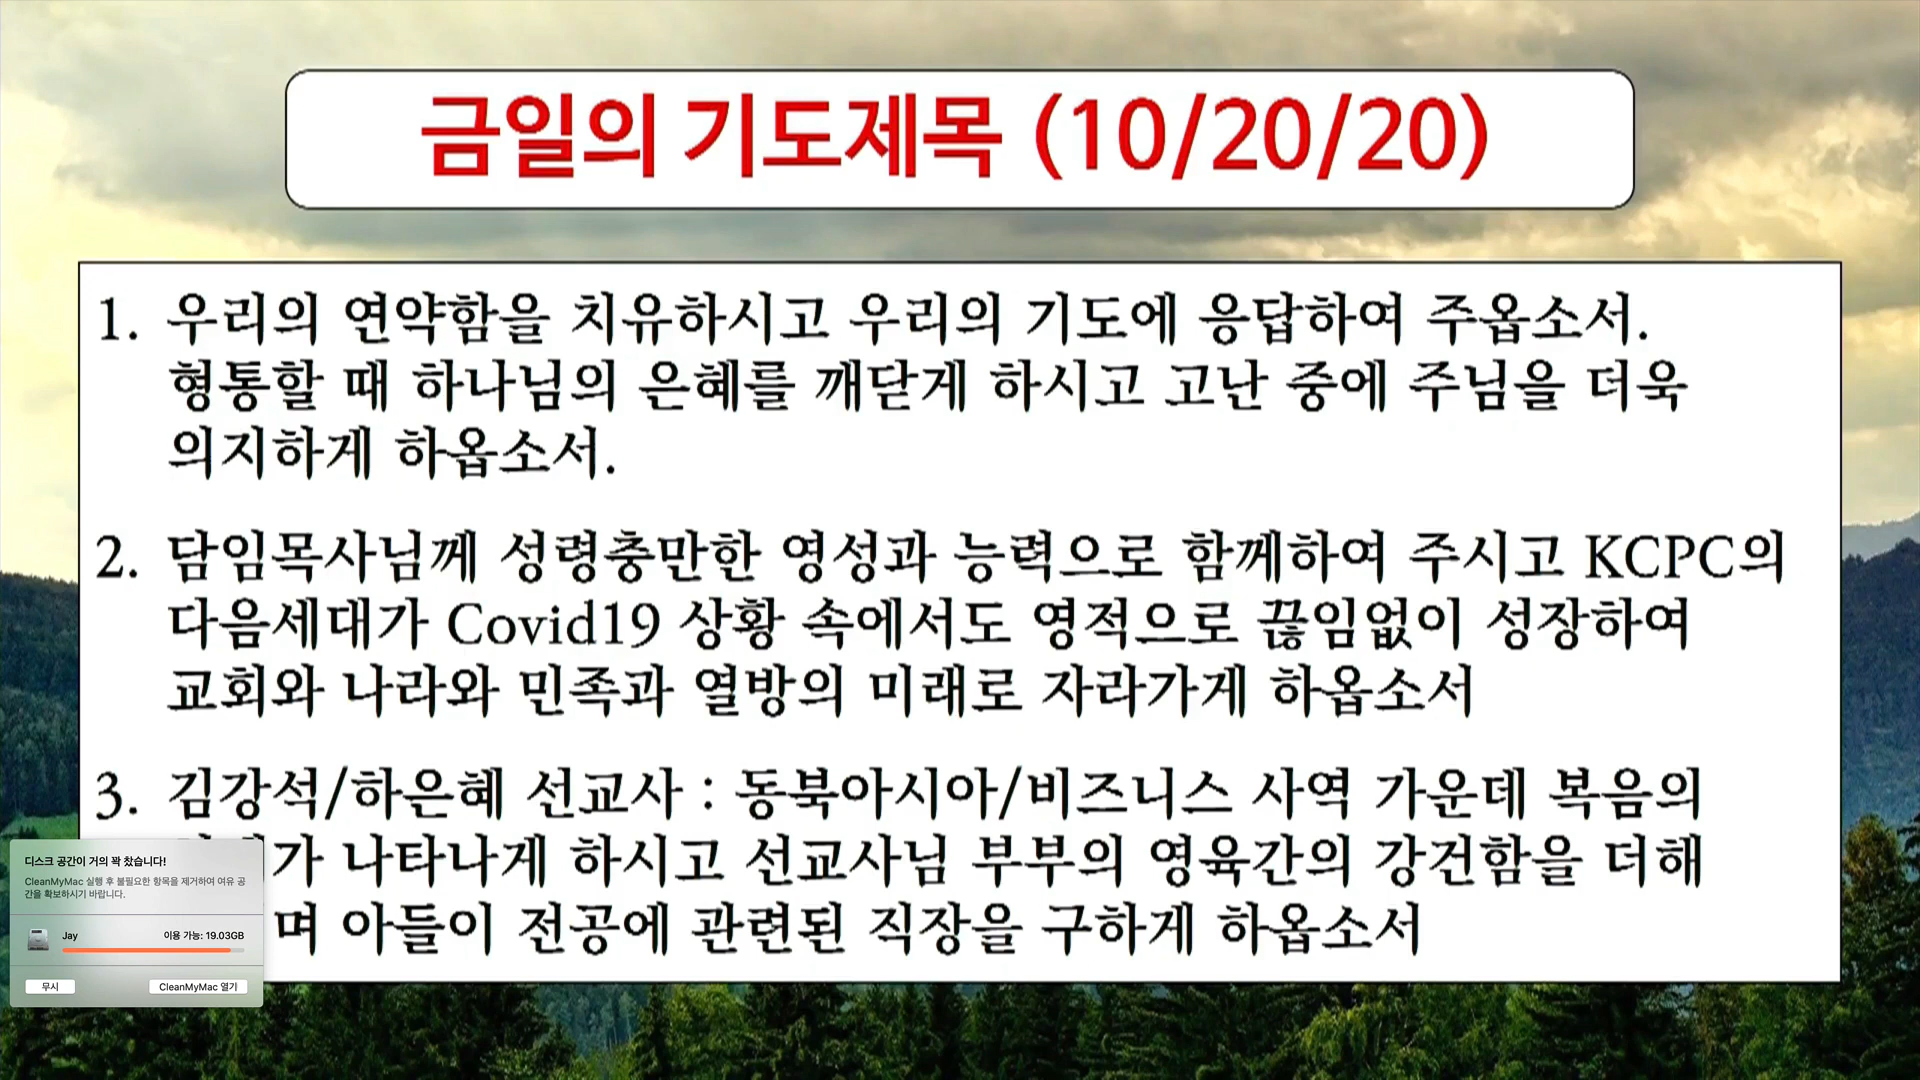 금일의 기도제목 (10/20/20)
1. 우리의 연약함을 치유하시고 우리의 기도에 응답하여 주옵소서.
형통할 때 하나님의 은혜를 깨닫게 하시고 고난 중에 주님을 더욱
의지하게 하옵소서.
2. 담임목사님께 성령충만한 영성과 능력으로 함께하여 주시고 KCPC의
다음세대가 Covid19 상황 속에서도 영적으로 끊임없이 성장하여
교회와 나라와 민족과 열방의 미래로 자라가게 하옵소서
3. 김강석/하은혜 선교사 : 동북아시아/비즈니스 사역 가운데 복음의
가 나타나게 하시고 선교사님 부부의 영육간의 강건함을 더해
며 아들이 전공에 관련된 직장을 구하게 하옵소서
디스크 공간이 거의 꽉 찼습니다!
CleanMyMac 실행 후 불필요한 항목을 제거하여 여유 공
간을 확보하시기 바랍니다.
Jay 이용 가능: 19.03GB
무시 CleanMyMac 열기